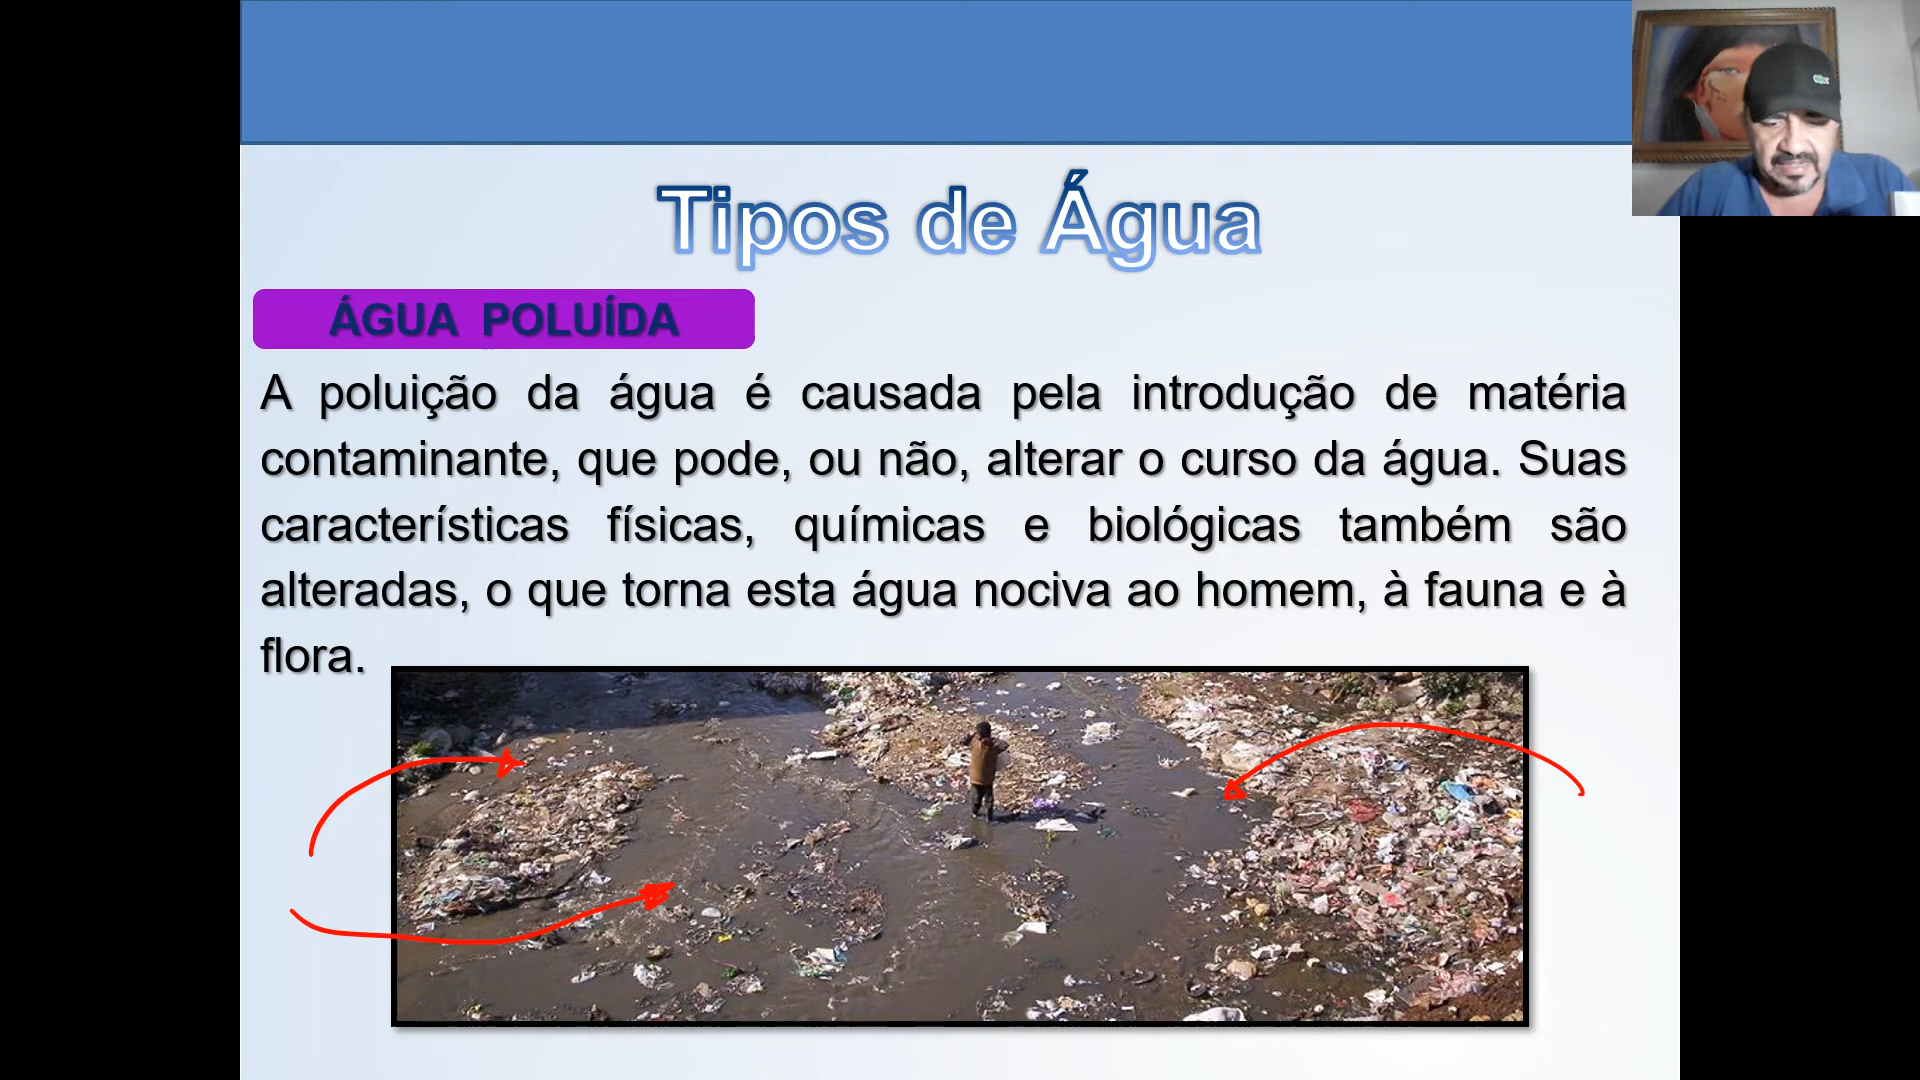 Tipos de Água
ÁGUA POLUÍDA
A poluição da água é causada pela introdução de matéria
contaminante, que pode, ou não, alterar o curso da água. Suas
características físicas, químicas e biológicas também são
alteradas, o que torna esta água nociva ao homem, à fauna e à
flora.